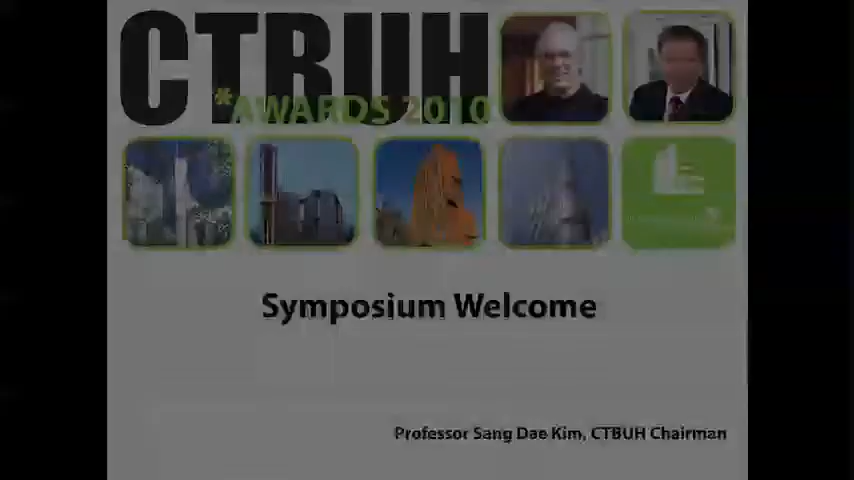 CTBUH
*AWARDS 2010
Symposium Welcome
Professor Sang Dae Kim, CTBUH Chairman